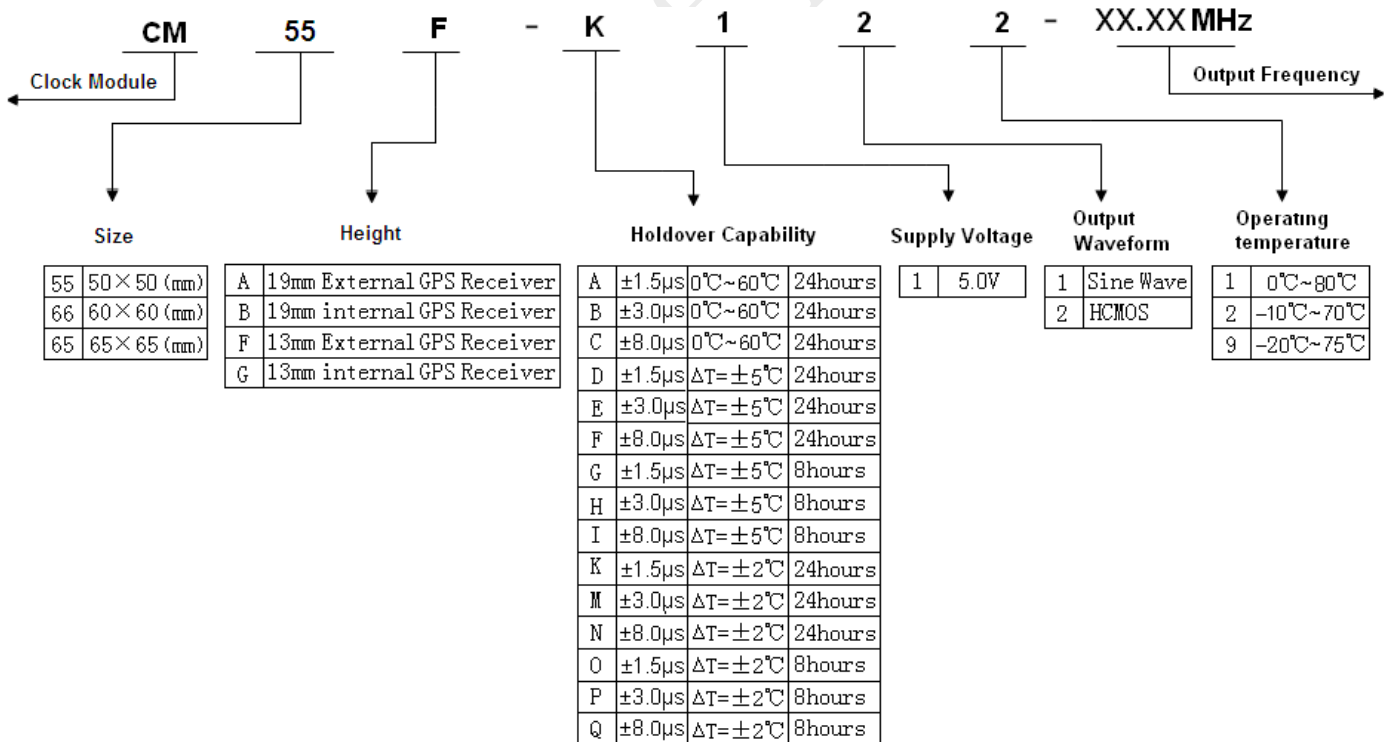 CM 55 F - K 1 2 2 - XX.XX MHz
Clock Module
Output Frequency
Size
55 50×50 (mm)
66 60×60 (mm)
65 65×65 (mm)
Height
A 19mm External GPS Receiver
B 19mm internal GPS Receiver
F 13mm External GPS Receiver
G 13mm internal GPS Receiver
Holdover Capability
A ±1.5μs 0℃~60℃ 24hours
B ±3.0μs 0℃~60℃ 24hours
C ±8.0μs 0℃~60℃ 24hours
D ±1.5μs ΔT=±5℃ 24hours
E ±3.0μs ΔT=±5℃ 24hours
F ±8.0μs ΔT=±5℃ 24hours
G ±1.5μs ΔT=±5℃ 8hours
H ±3.0μs ΔT=±5℃ 8hours
I ±8.0μs ΔT=±5℃ 8hours
K ±1.5μs ΔT=±2℃ 24hours
M ±3.0μs ΔT=±2℃ 24hours
N ±8.0μs ΔT=±2℃ 24hours
O ±1.5μs ΔT=±2℃ 8hours
P ±3.0μs ΔT=±2℃ 8hours
Q ±8.0μs ΔT=±2℃ 8hours
Supply Voltage
1 5.0V
Output
Waveform
1 Sine Wave
2 HCMOS
Operating
temperature
1 0℃~80℃
2 -10℃~70℃
9 -20℃~75℃